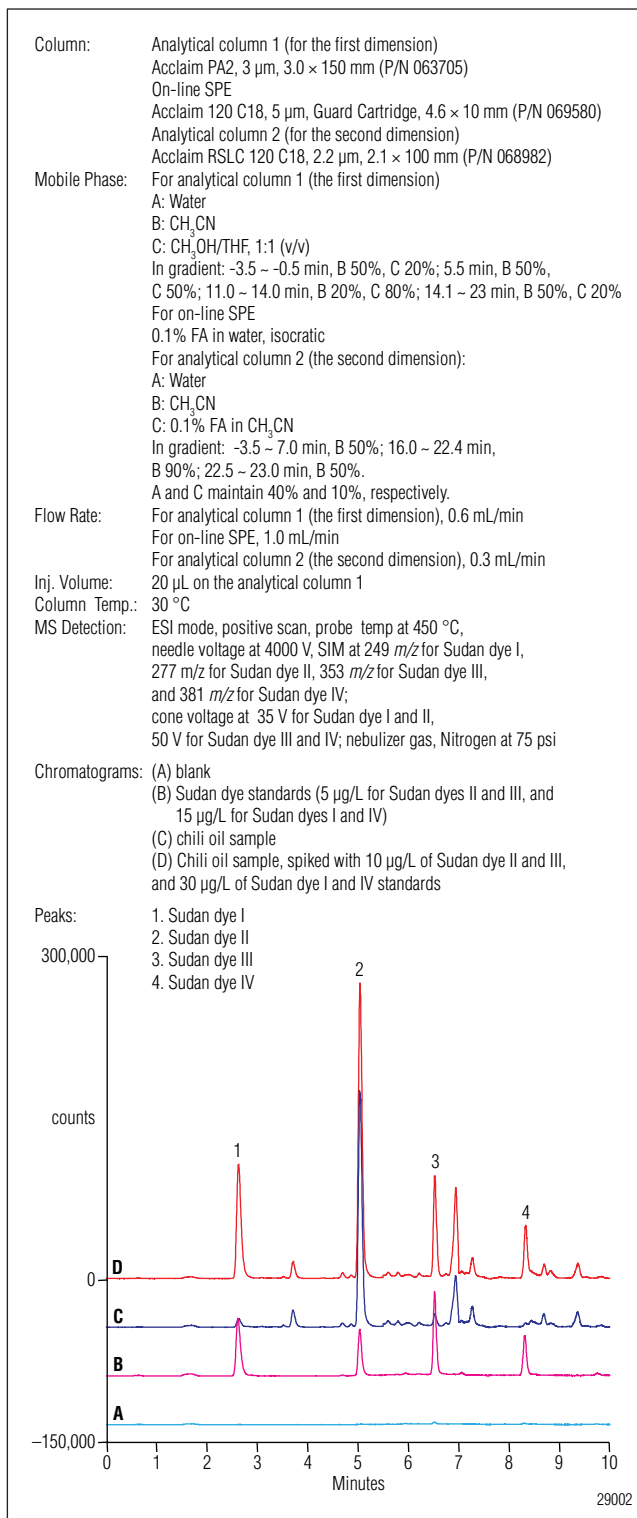 Column: Analytical column 1 (for the first dimension)
Acclaim PA2, 3 µm, 3.0 × 150 mm (P/N 063705)
On-line SPE
Acclaim 120 C18, 5 µm, Guard Cartridge, 4.6 × 10 mm (P/N 069580)
Analytical column 2 (for the second dimension)
Acclaim RSLC 120 C18, 2.2 µm, 2.1 × 100 mm (P/N 068982)
Mobile Phase: For analytical column 1 (the first dimension)
A: Water
B: CH₃CN
C: CH₃OH/THF, 1:1 (v/v)
In gradient: -3.5 ~ -0.5 min, B 50%, C 20%; 5.5 min, B 50%,
C 50%; 11.0 ~ 14.0 min, B 20%, C 80%; 14.1 ~ 23 min, B 50%, C 20%
For on-line SPE
0.1% FA in water, isocratic
For analytical column 2 (the second dimension):
A: Water
B: CH₃CN
C: 0.1% FA in CH₃CN
In gradient: -3.5 ~ 7.0 min, B 50%; 16.0 ~ 22.4 min,
B 90%; 22.5 ~ 23.0 min, B 50%.
A and C maintain 40% and 10%, respectively.
Flow Rate: For analytical column 1 (the first dimension), 0.6 mL/min
For on-line SPE, 1.0 mL/min
For analytical column 2 (the second dimension), 0.3 mL/min
Inj. Volume: 20 µL on the analytical column 1
Column Temp.: 30 °C
MS Detection: ESI mode, positive scan, probe temp at 450 °C,
needle voltage at 4000 V, SIM at 249 m/z for Sudan dye I,
277 m/z for Sudan dye II, 353 m/z for Sudan dye III,
and 381 m/z for Sudan dye IV;
cone voltage at 35 V for Sudan dye I and II,
50 V for Sudan dye III and IV; nebulizer gas, Nitrogen at 75 psi
Chromatograms: (A) blank
(B) Sudan dye standards (5 µg/L for Sudan dyes II and III, and
15 µg/L for Sudan dyes I and IV)
(C) chili oil sample
(D) Chili oil sample, spiked with 10 µg/L of Sudan dye II and III,
and 30 µg/L of Sudan dye I and IV standards
Peaks: 1. Sudan dye I
2. Sudan dye II
3. Sudan dye III
4. Sudan dye IV
300,000
2
counts
1
3
4
D
0
C
B
A
–150,000
0 1 2 3 4 5 6 7 8 9 10
Minutes
29002